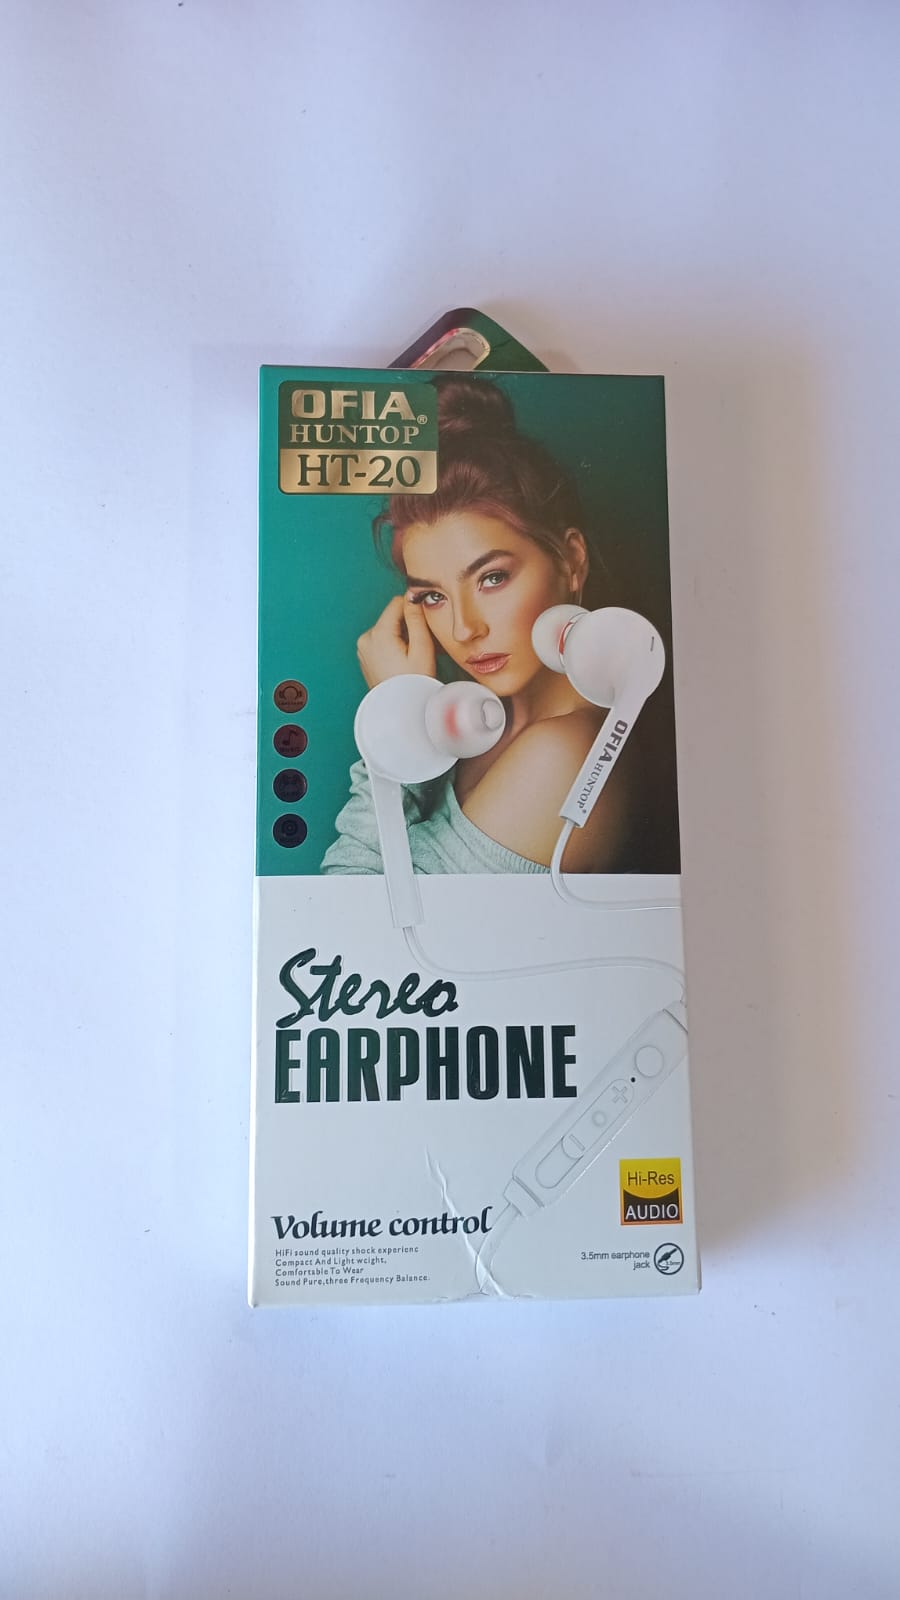 OFIA®
HUNTOP
HT-20
OFIA HUNTOP®
Stereo
EARPHONE
Volume control
HiFi sound quality shock experienc
Compact And Light weight,
Comfortable To Wear
Sound Pure,three Frequency Balance.
Hi-Res
AUDIO
3.5mm earphone
jack